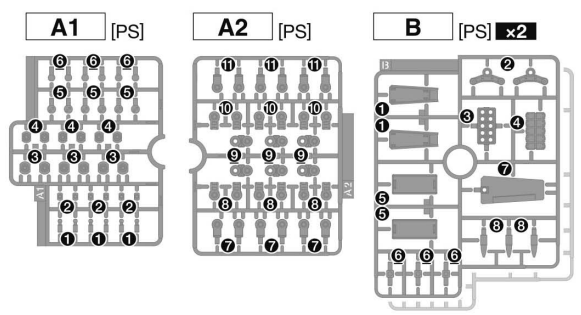 A1 [PS] A2 [PS] B [PS] ×2
6 6 6
5 5 5
4 4 4
3 3 3
A1
2 2 2
1 1 1
11 11 11
10 10 10
9 9 9
8 8 8
A2
7 7 7
B
2
1
1
3 4
7
5
5
8 8
6 6 6